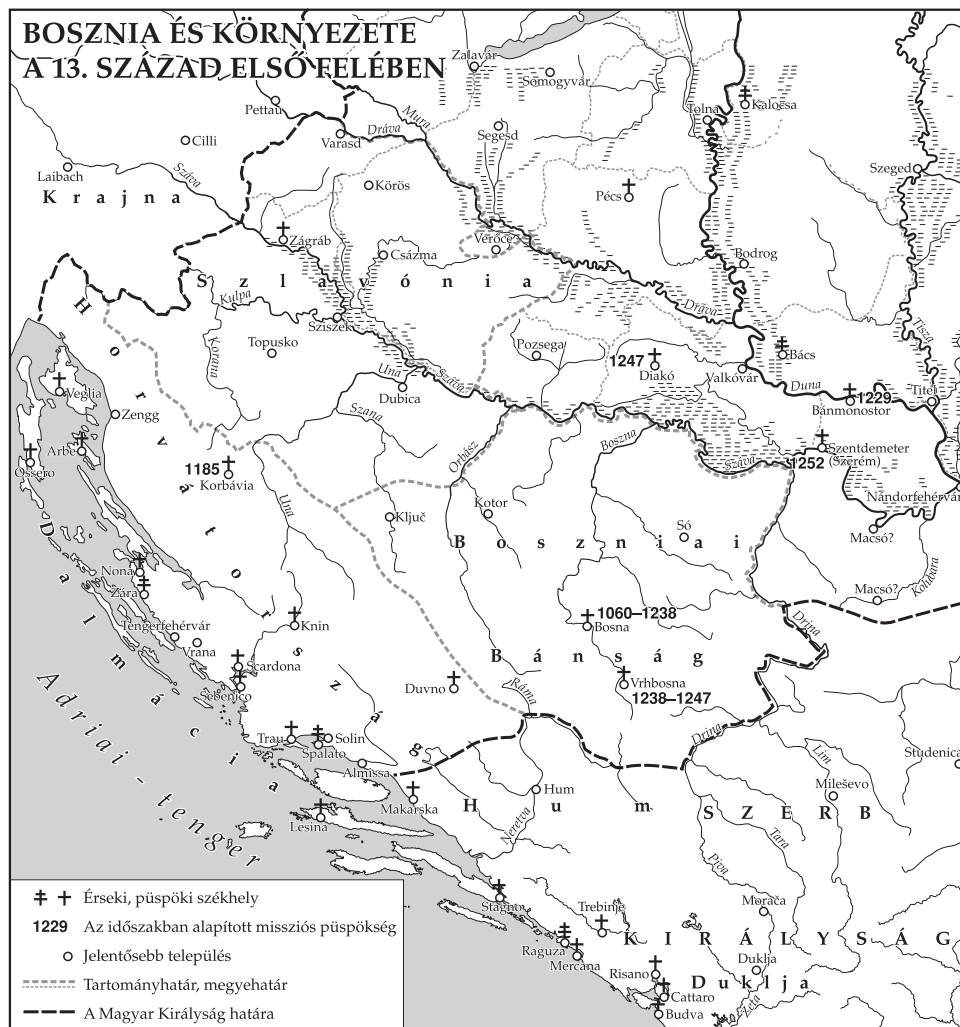 BOSZNIA ÉS KÖRNYEZETE
A 13. SZÁZAD ELSŐ FELÉBEN
Zalavár
Somogyvár
Pettau
Mura
Dráva
Varasd
Segesd
Tolna
Kalocsa
Cilli
Laibach
Száva
Krajna
Körös
Pécs
Szeged
Zágráb
Verőce
Csázma
Bodrog
Szlavónia
Kulpa
Sziszek
Dráva
Tisza
Topusko
Korana
Pozsega
1247
Diakó
Bács
Valkóvár
Duna
1229
Titel
Bánmonostor
Horvátország
Veglia
Zengg
Una
Dubica
Száva
Szana
Arbe
Ossero
1185
Korbávia
Orbász
Boszna
Száva
1252
Szentdemeter
(Szerém)
Nándorfehérvár
Una
Ključ
Kotor
Só
Macsó?
Boszniai
Dalmácia
Nona
Zára
Macsó?
Kolubara
Tengerfehérvár
Vrana
Knin
1060–1238
Bosna
Drina
Bánság
Scardona
Sebenico
Duvno
Vrhbosna
1238–1247
Ráma
Adriai-tenger
Trau
Solin
Spalato
Almissa
Drina
Lim
Studenica
Makarska
Hum
Hum
Mileševo
SZERB
Lesina
Neretva
Tara
Piva
Stagno
Trebinje
Morača
KIRÁLYSÁG
Raguza
Mercana
Risano
Duklja
Duklja
Cattaro
Zeta
Budva
Érseki, püspöki székhely
1229 Az időszakban alapított missziós püspökség
Jelentősebb település
Tartományhatár, megyehatár
A Magyar Királyság határa